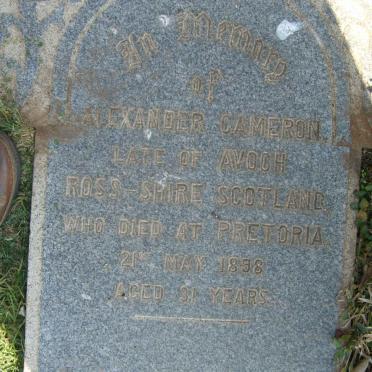 In Memory
of
ALEXANDER CAMERON,
LATE OF AVOCH
ROSS-SHIRE SCOTLAND,
WHO DIED AT PRETORIA,
21ST MAY 1898
AGED 51 YEARS.